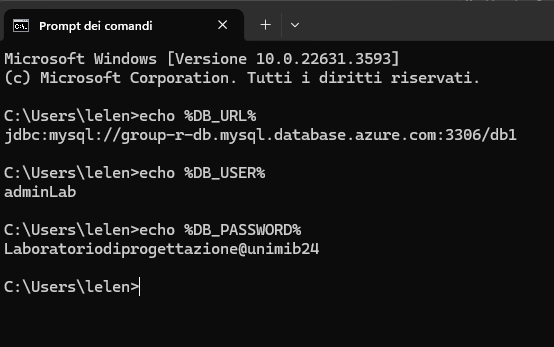 Prompt dei comandi
Microsoft Windows [Versione 10.0.22631.3593]
(c) Microsoft Corporation. Tutti i diritti riservati.
C:\Users\lelen>echo %DB_URL%
jdbc:mysql://group-r-db.mysql.database.azure.com:3306/db1
C:\Users\lelen>echo %DB_USER%
adminLab
C:\Users\lelen>echo %DB_PASSWORD%
Laboratoriodiprogettazione@unimib24
C:\Users\lelen>